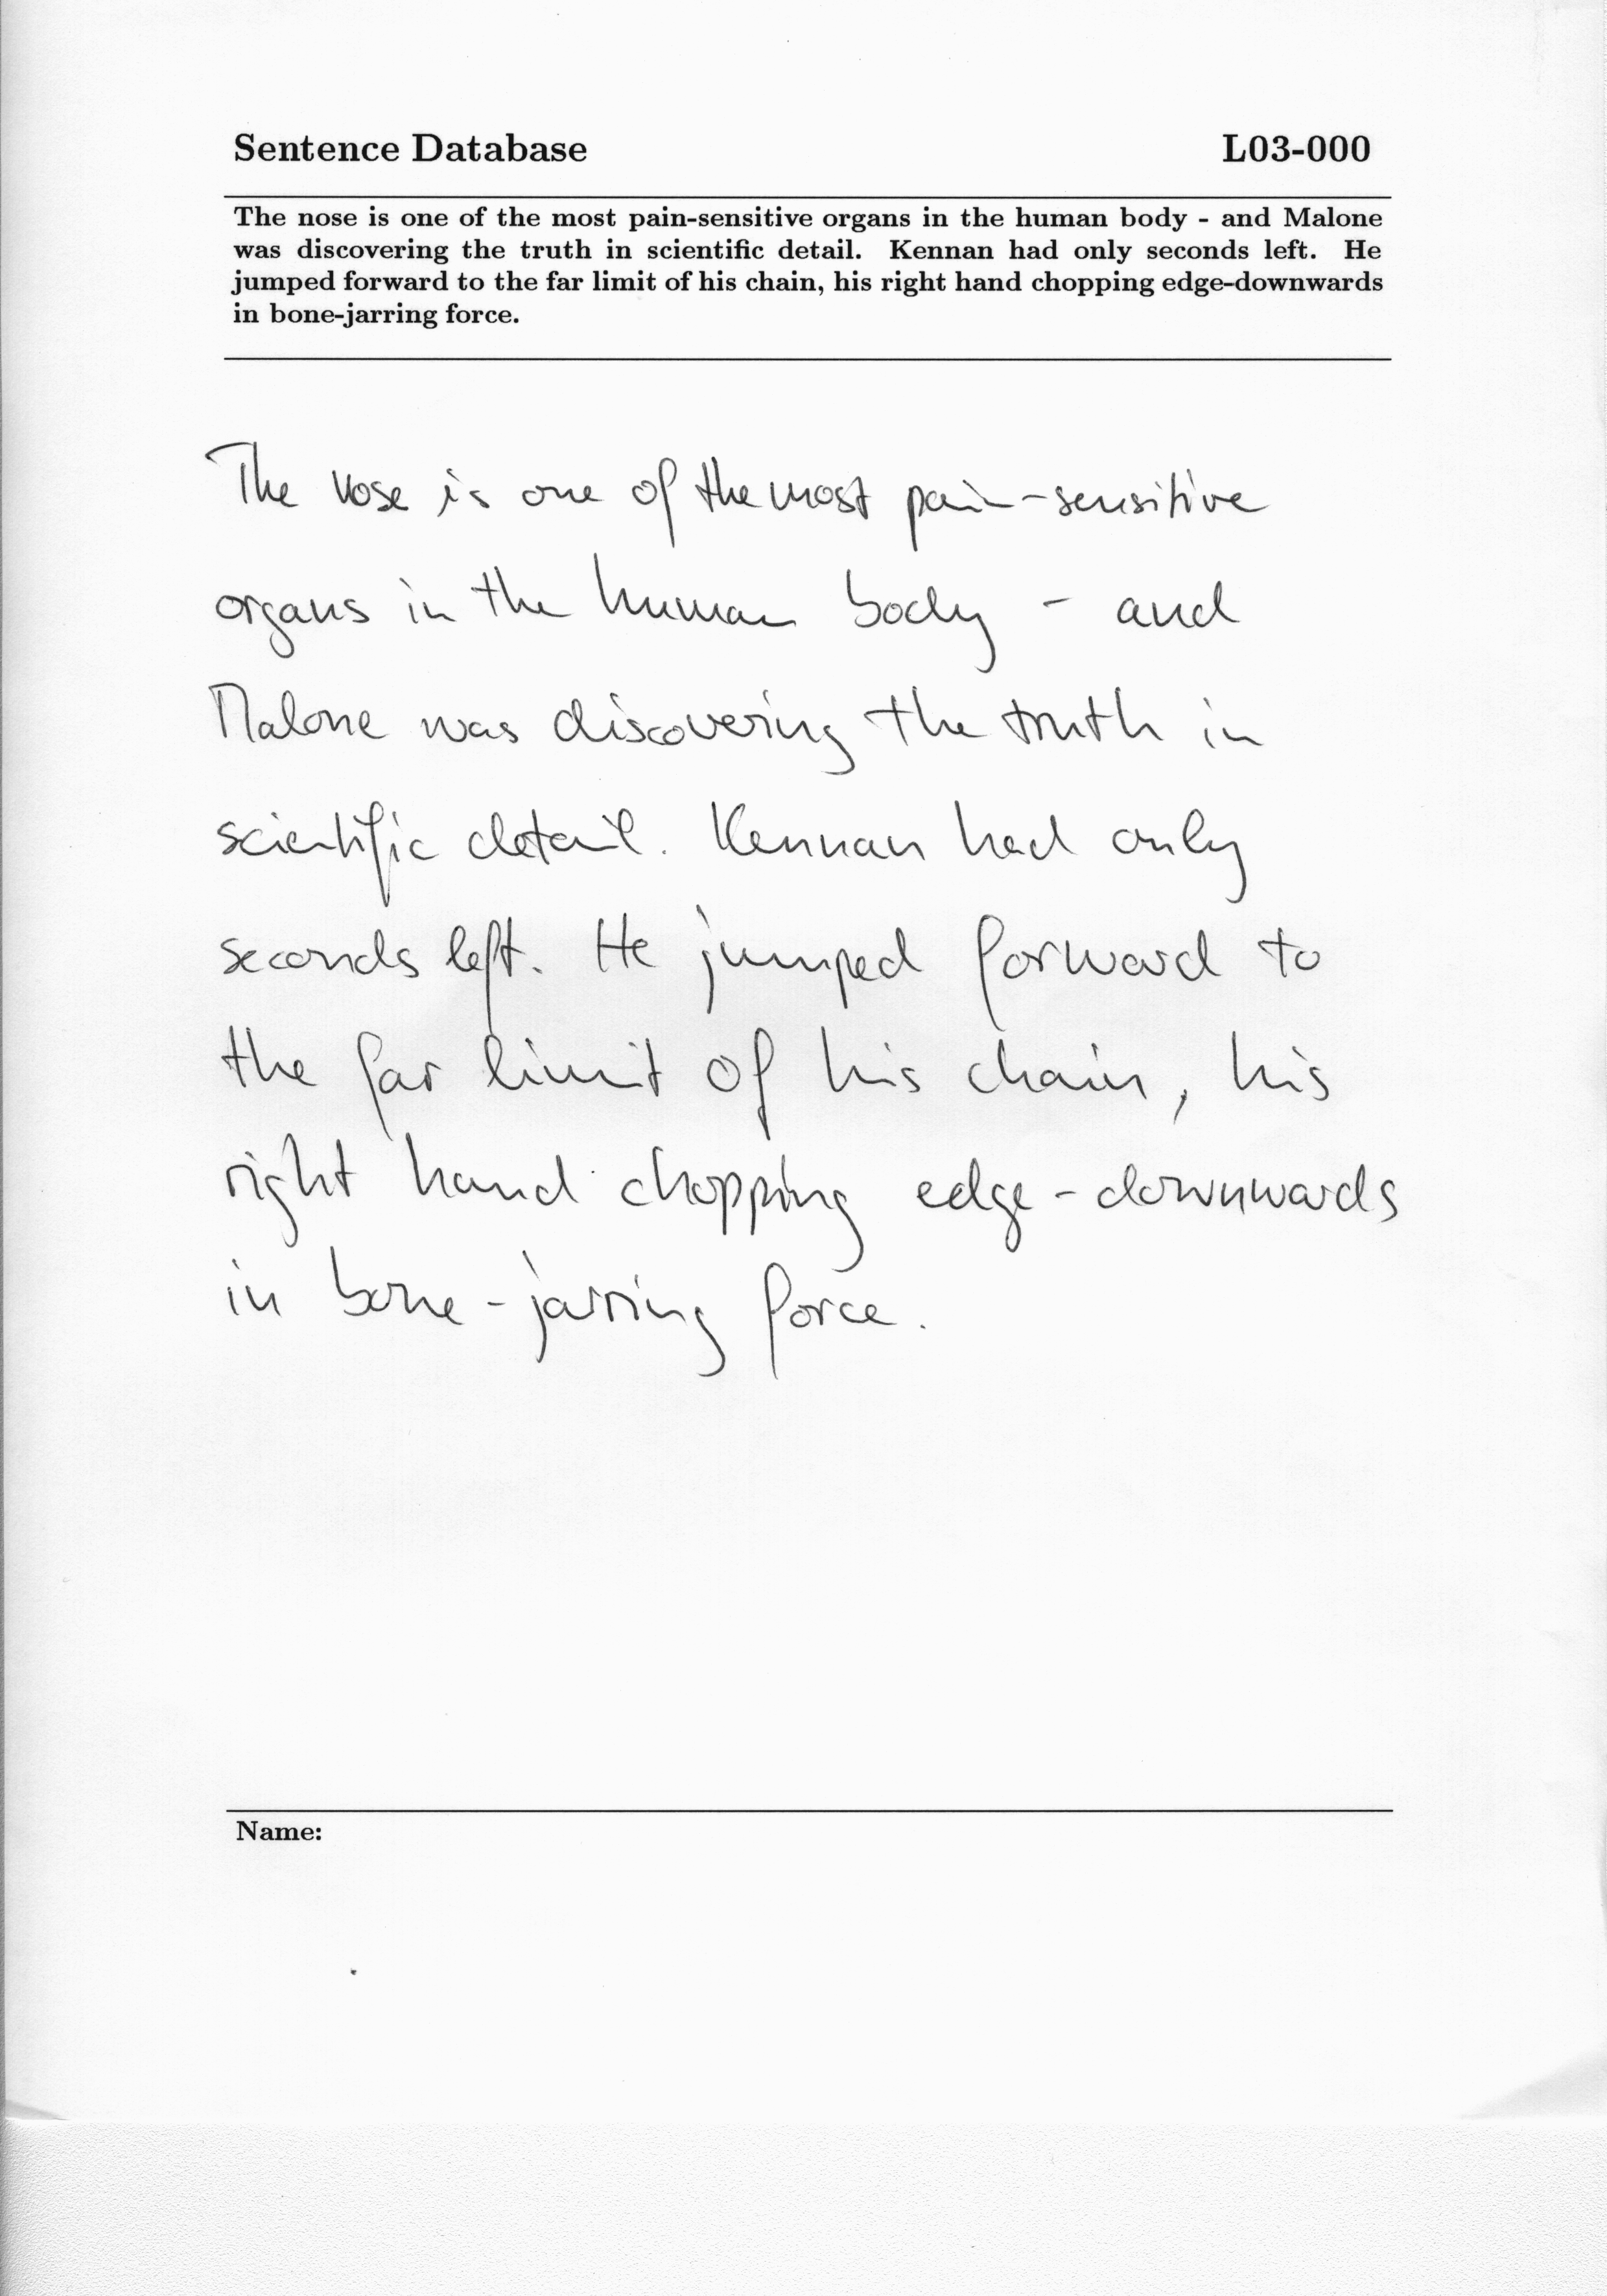 Sentence Database L03-000
The nose is one of the most pain-sensitive organs in the human body - and Malone
was discovering the truth in scientific detail. Kennan had only seconds left. He
jumped forward to the far limit of his chain, his right hand chopping edge-downwards
in bone-jarring force.
The nose is one of the most pain-sensitive
organs in the human body - and
Malone was discovering the truth in
scientific detail. Kennan had only
seconds left. He jumped forward to
the far limit of his chain, his
right hand chopping edge-downwards
in bone-jarring force.
Name: